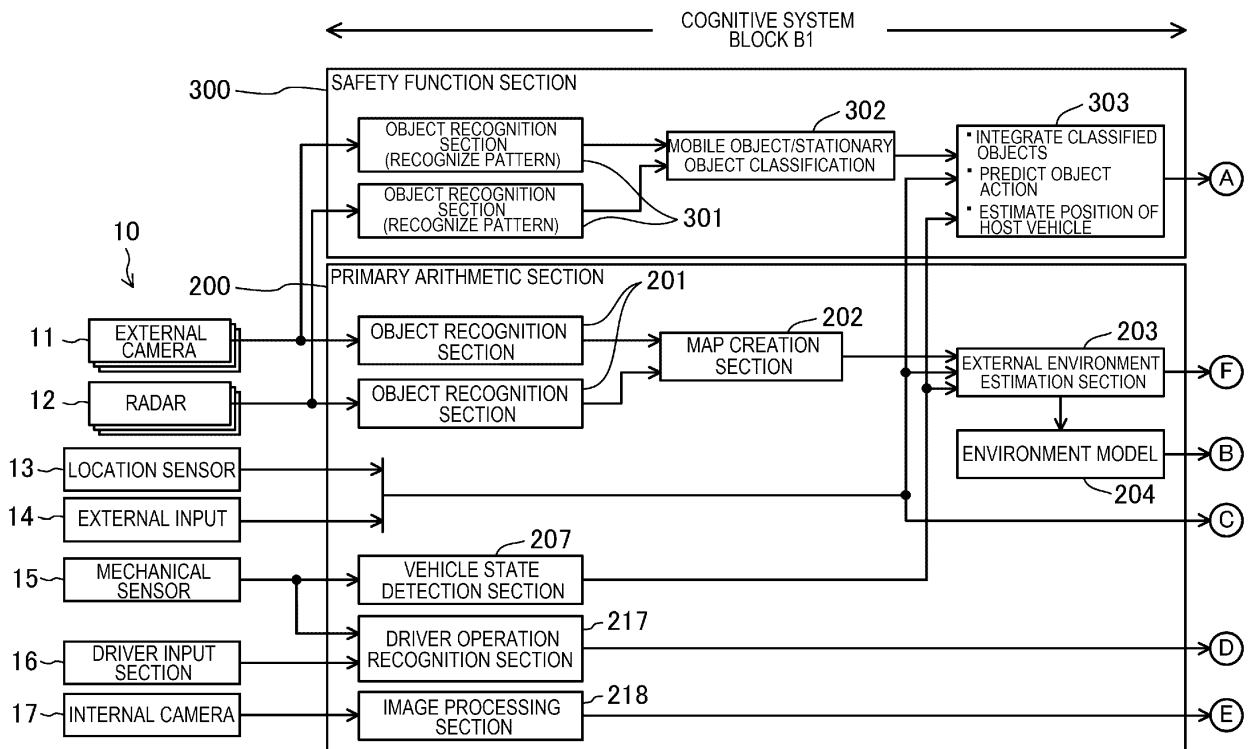 COGNITIVE SYSTEM
BLOCK B1
300
SAFETY FUNCTION SECTION
OBJECT RECOGNITION
SECTION
(RECOGNIZE PATTERN)
302
MOBILE OBJECT/STATIONARY
OBJECT CLASSIFICATION
303
▪ INTEGRATE CLASSIFIED
OBJECTS
▪ PREDICT OBJECT
ACTION
▪ ESTIMATE POSITION OF
HOST VEHICLE
A
OBJECT RECOGNITION
SECTION
(RECOGNIZE PATTERN)
301
10
200
PRIMARY ARITHMETIC SECTION
201
11
EXTERNAL
CAMERA
OBJECT RECOGNITION
SECTION
202
MAP CREATION
SECTION
203
EXTERNAL ENVIRONMENT
ESTIMATION SECTION
F
12
RADAR
OBJECT RECOGNITION
SECTION
13
LOCATION SENSOR
ENVIRONMENT MODEL
B
204
14
EXTERNAL INPUT
C
15
MECHANICAL
SENSOR
207
VEHICLE STATE
DETECTION SECTION
217
16
DRIVER INPUT
SECTION
DRIVER OPERATION
RECOGNITION SECTION
D
17
INTERNAL CAMERA
218
IMAGE PROCESSING
SECTION
E